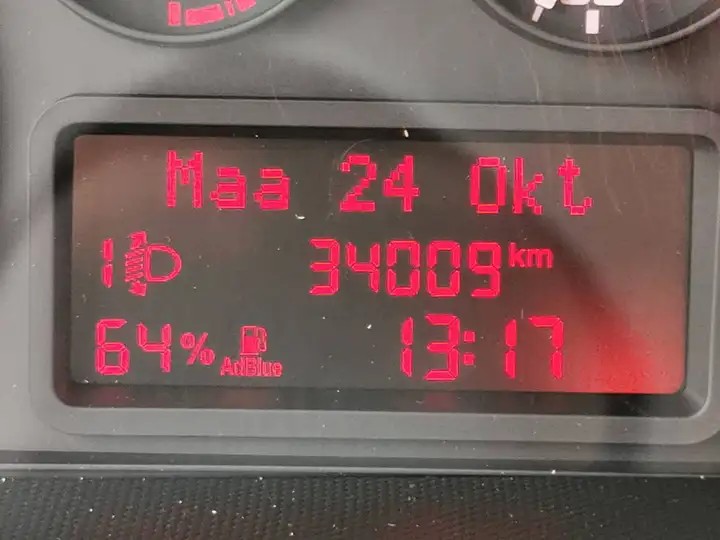 Maa 24 Okt
1 34009 km
64 % AdBlue 13:17